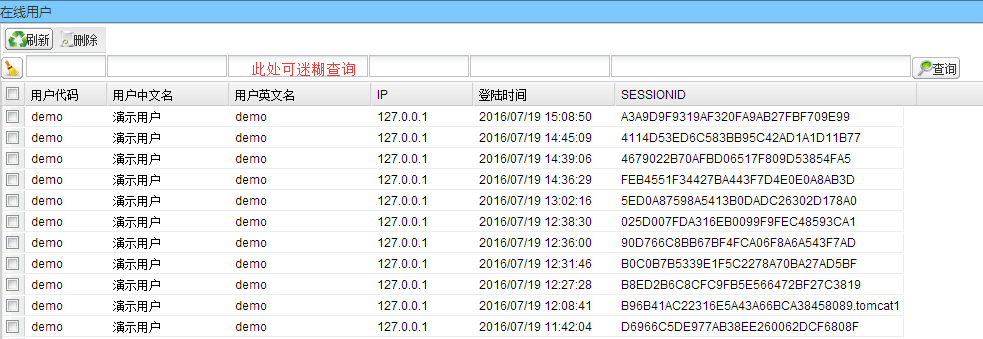 在线用户
刷新 删除
此处可迷糊查询 查询
用户代码 用户中文名 用户英文名 IP 登陆时间 SESSIONID
demo 演示用户 demo 127.0.0.1 2016/07/19 15:08:50 A3A9D9F9319AF320FA9AB27FBF709E99
demo 演示用户 demo 127.0.0.1 2016/07/19 14:45:09 4114D53ED6C583BB95C42AD1A1D11B77
demo 演示用户 demo 127.0.0.1 2016/07/19 14:39:06 4679022B70AFBD06517F809D53854FA5
demo 演示用户 demo 127.0.0.1 2016/07/19 14:36:29 FEB4551F34427BA443F7D4E0E0A8AB3D
demo 演示用户 demo 127.0.0.1 2016/07/19 13:02:16 5ED0A87598A5413B0DADC26302D178A0
demo 演示用户 demo 127.0.0.1 2016/07/19 12:38:30 025D007FDA316EB0099F9FEC48593CA1
demo 演示用户 demo 127.0.0.1 2016/07/19 12:36:00 90D766C8BB67BF4FCA06F8A6A543F7AD
demo 演示用户 demo 127.0.0.1 2016/07/19 12:31:46 B0C0B7B5339E1F5C2278A70BA27AD5BF
demo 演示用户 demo 127.0.0.1 2016/07/19 12:27:28 B8ED2B6C8CFC9FB5E566472BF27C3819
demo 演示用户 demo 127.0.0.1 2016/07/19 12:08:41 B96B41AC22316E5A43A66BCA38458089.tomcat1
demo 演示用户 demo 127.0.0.1 2016/07/19 11:42:04 D6966C5DE977AB38EE260062DCF6808F